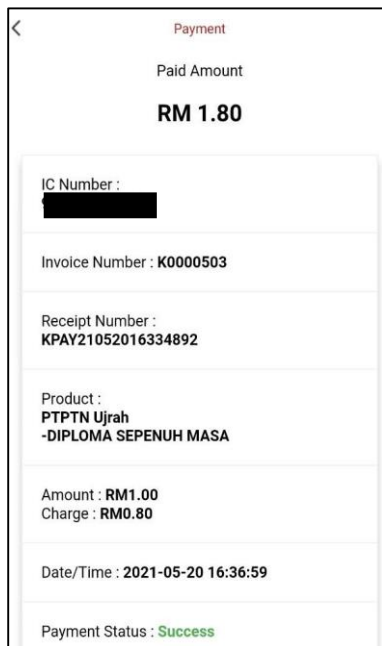 Payment
Paid Amount
RM 1.80
IC Number :
Invoice Number : K0000503
Receipt Number :
KPAY21052016334892
Product :
PTPTN Ujrah
-DIPLOMA SEPENUH MASA
Amount : RM1.00
Charge : RM0.80
Date/Time : 2021-05-20 16:36:59
Payment Status : Success